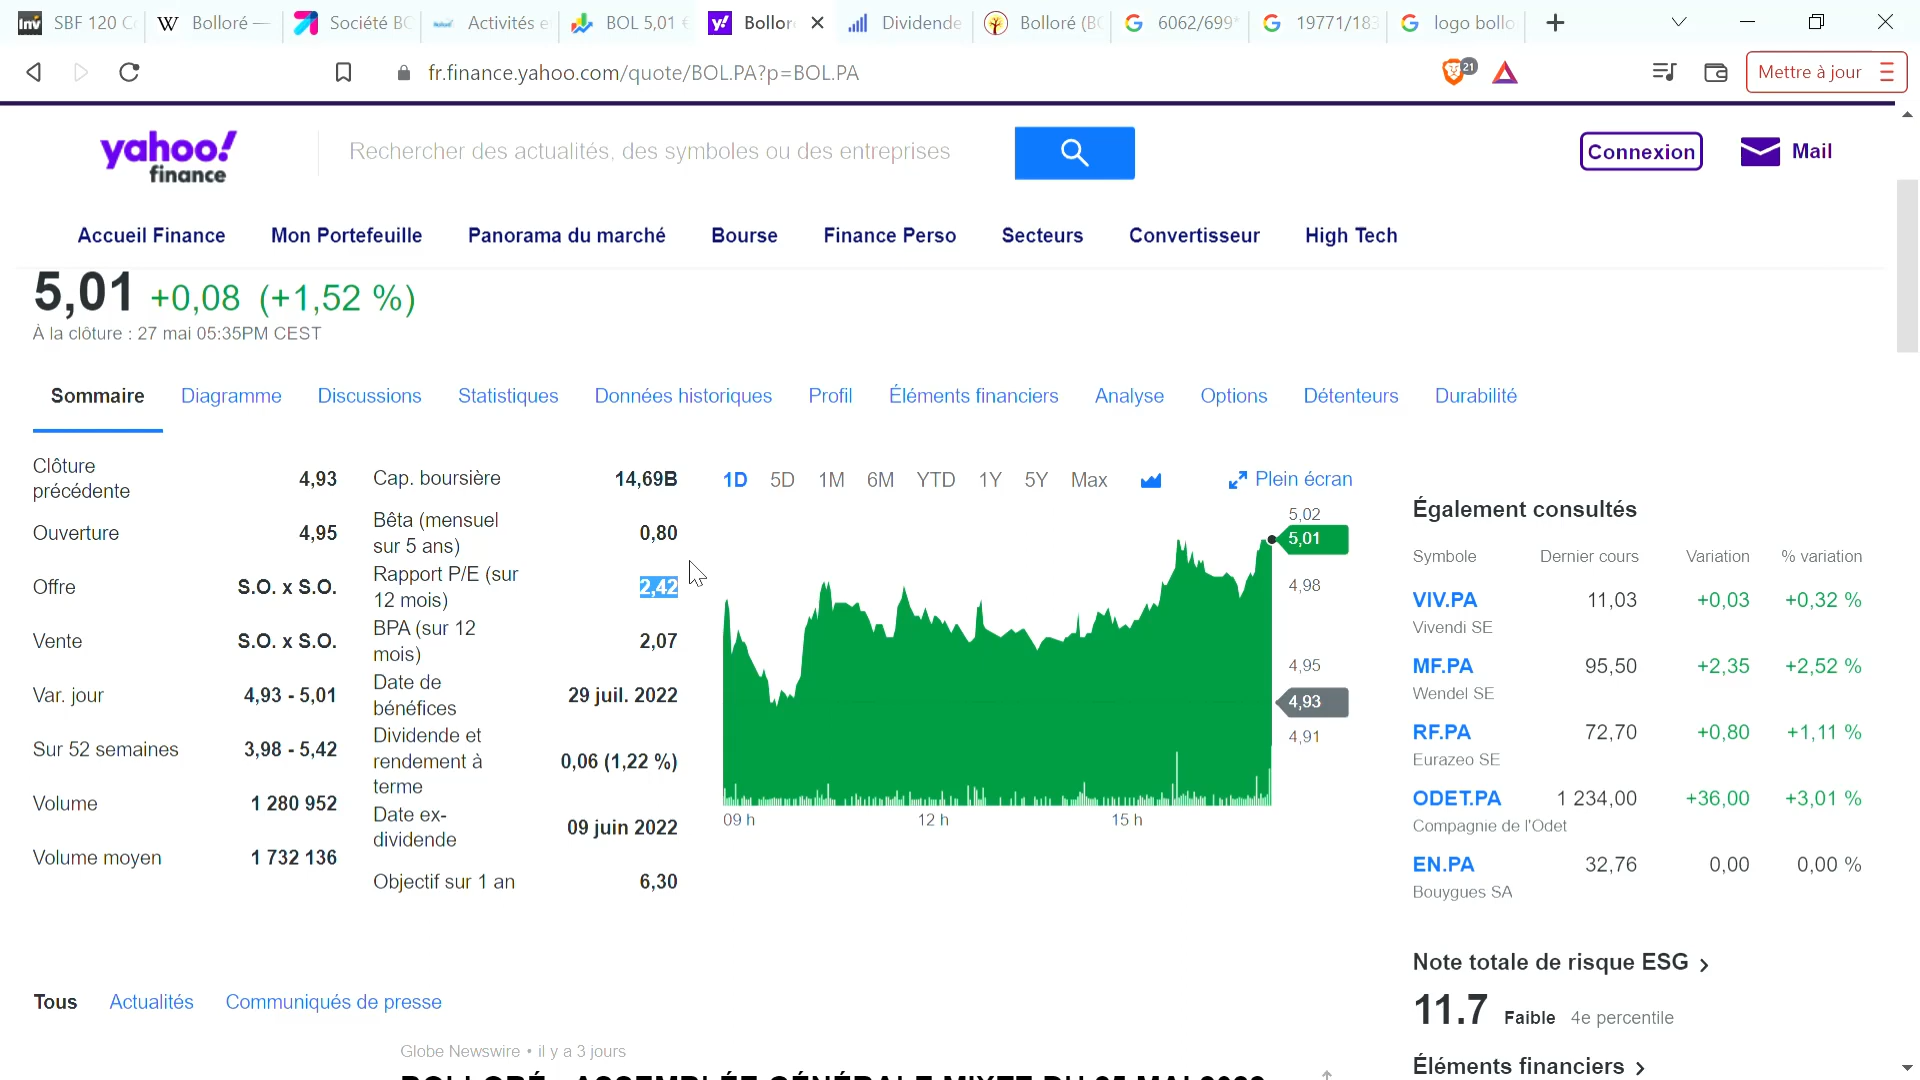 SBF 120 C
Bolloré —
Société BC
Activités e
BOL 5,01 €
Bollor
Dividende
Bolloré (BC
6062/699*
19771/183
logo bollo
fr.finance.yahoo.com/quote/BOL.PA?p=BOL.PA
21
Mettre à jour
yahoo!
finance
Rechercher des actualités, des symboles ou des entreprises
Connexion
Mail
Accueil Finance
Mon Portefeuille
Panorama du marché
Bourse
Finance Perso
Secteurs
Convertisseur
High Tech
5,01 +0,08 (+1,52 %)
À la clôture : 27 mai 05:35PM CEST
Sommaire
Diagramme
Discussions
Statistiques
Données historiques
Profil
Éléments financiers
Analyse
Options
Détenteurs
Durabilité
Clôture
précédente
4,93
Ouverture 4,95
Offre S.O. x S.O.
Vente S.O. x S.O.
Var. jour 4,93 - 5,01
Sur 52 semaines 3,98 - 5,42
Volume 1 280 952
Volume moyen 1 732 136
Cap. boursière 14,69B
Bêta (mensuel
sur 5 ans)
0,80
Rapport P/E (sur
12 mois)
2,42
BPA (sur 12
mois)
2,07
Date de
bénéfices
29 juil. 2022
Dividende et
rendement à
terme
0,06 (1,22 %)
Date ex-
dividende
09 juin 2022
Objectif sur 1 an 6,30
1D 5D 1M 6M YTD 1Y 5Y Max
Plein écran
5,02
5,01
4,98
4,95
4,93
4,91
09 h 12 h 15 h
Également consultés
Symbole Dernier cours Variation % variation
VIV.PA 11,03 +0,03 +0,32 %
Vivendi SE
MF.PA 95,50 +2,35 +2,52 %
Wendel SE
RF.PA 72,70 +0,80 +1,11 %
Eurazeo SE
ODET.PA 1 234,00 +36,00 +3,01 %
Compagnie de l'Odet
EN.PA 32,76 0,00 0,00 %
Bouygues SA
Note totale de risque ESG
11.7 Faible 4e percentile
Éléments financiers
Tous
Actualités
Communiqués de presse
Globe Newswire • il y a 3 jours
BOLLORÉ : ASSEMBLÉE GÉNÉRALE MIXTE DU 25 MAI 2022